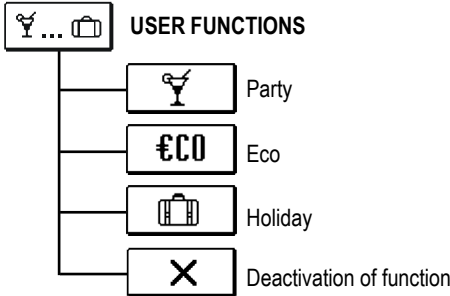 ... USER FUNCTIONS
Party
€CO Eco
Holiday
Deactivation of function